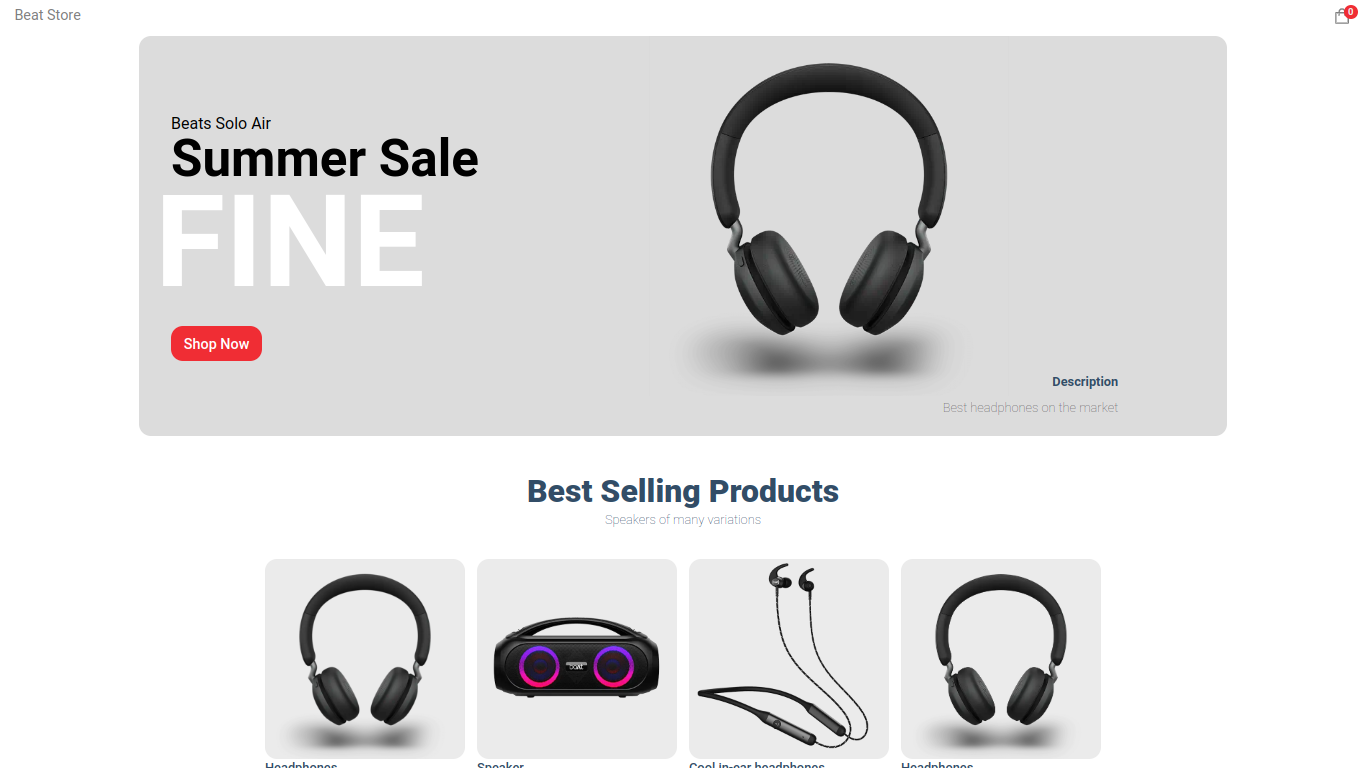 Beat Store
0
Beats Solo Air
Summer Sale
FINE
Shop Now
Description
Best headphones on the market
Best Selling Products
Speakers of many variations
Headphones
Speaker
Cool in-ear headphones
Headphones